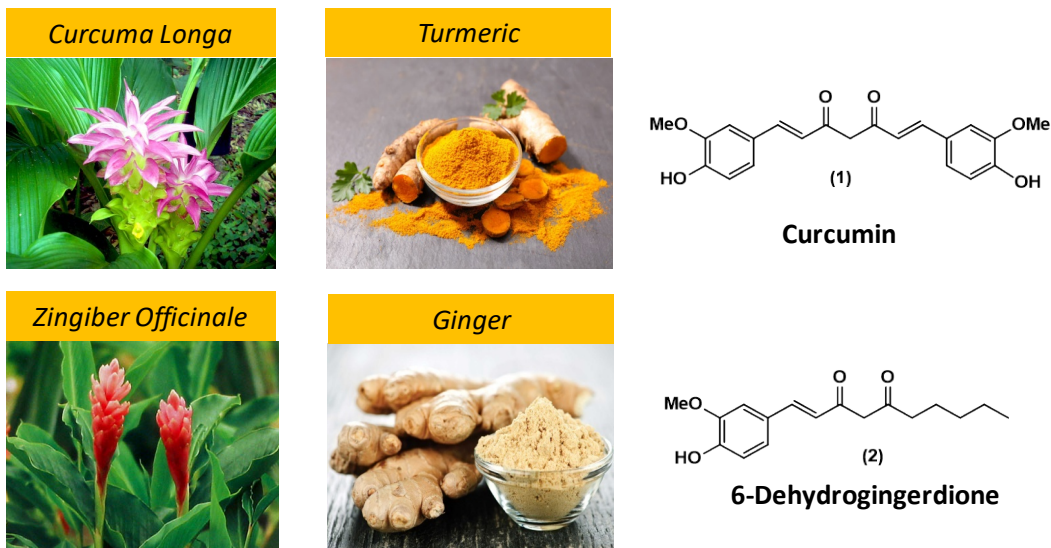 Curcuma Longa
Turmeric
O O
MeO OMe
HO OH
(1)
Curcumin
Zingiber Officinale
Ginger
O O
MeO
HO
(2)
6-Dehydrogingerdione